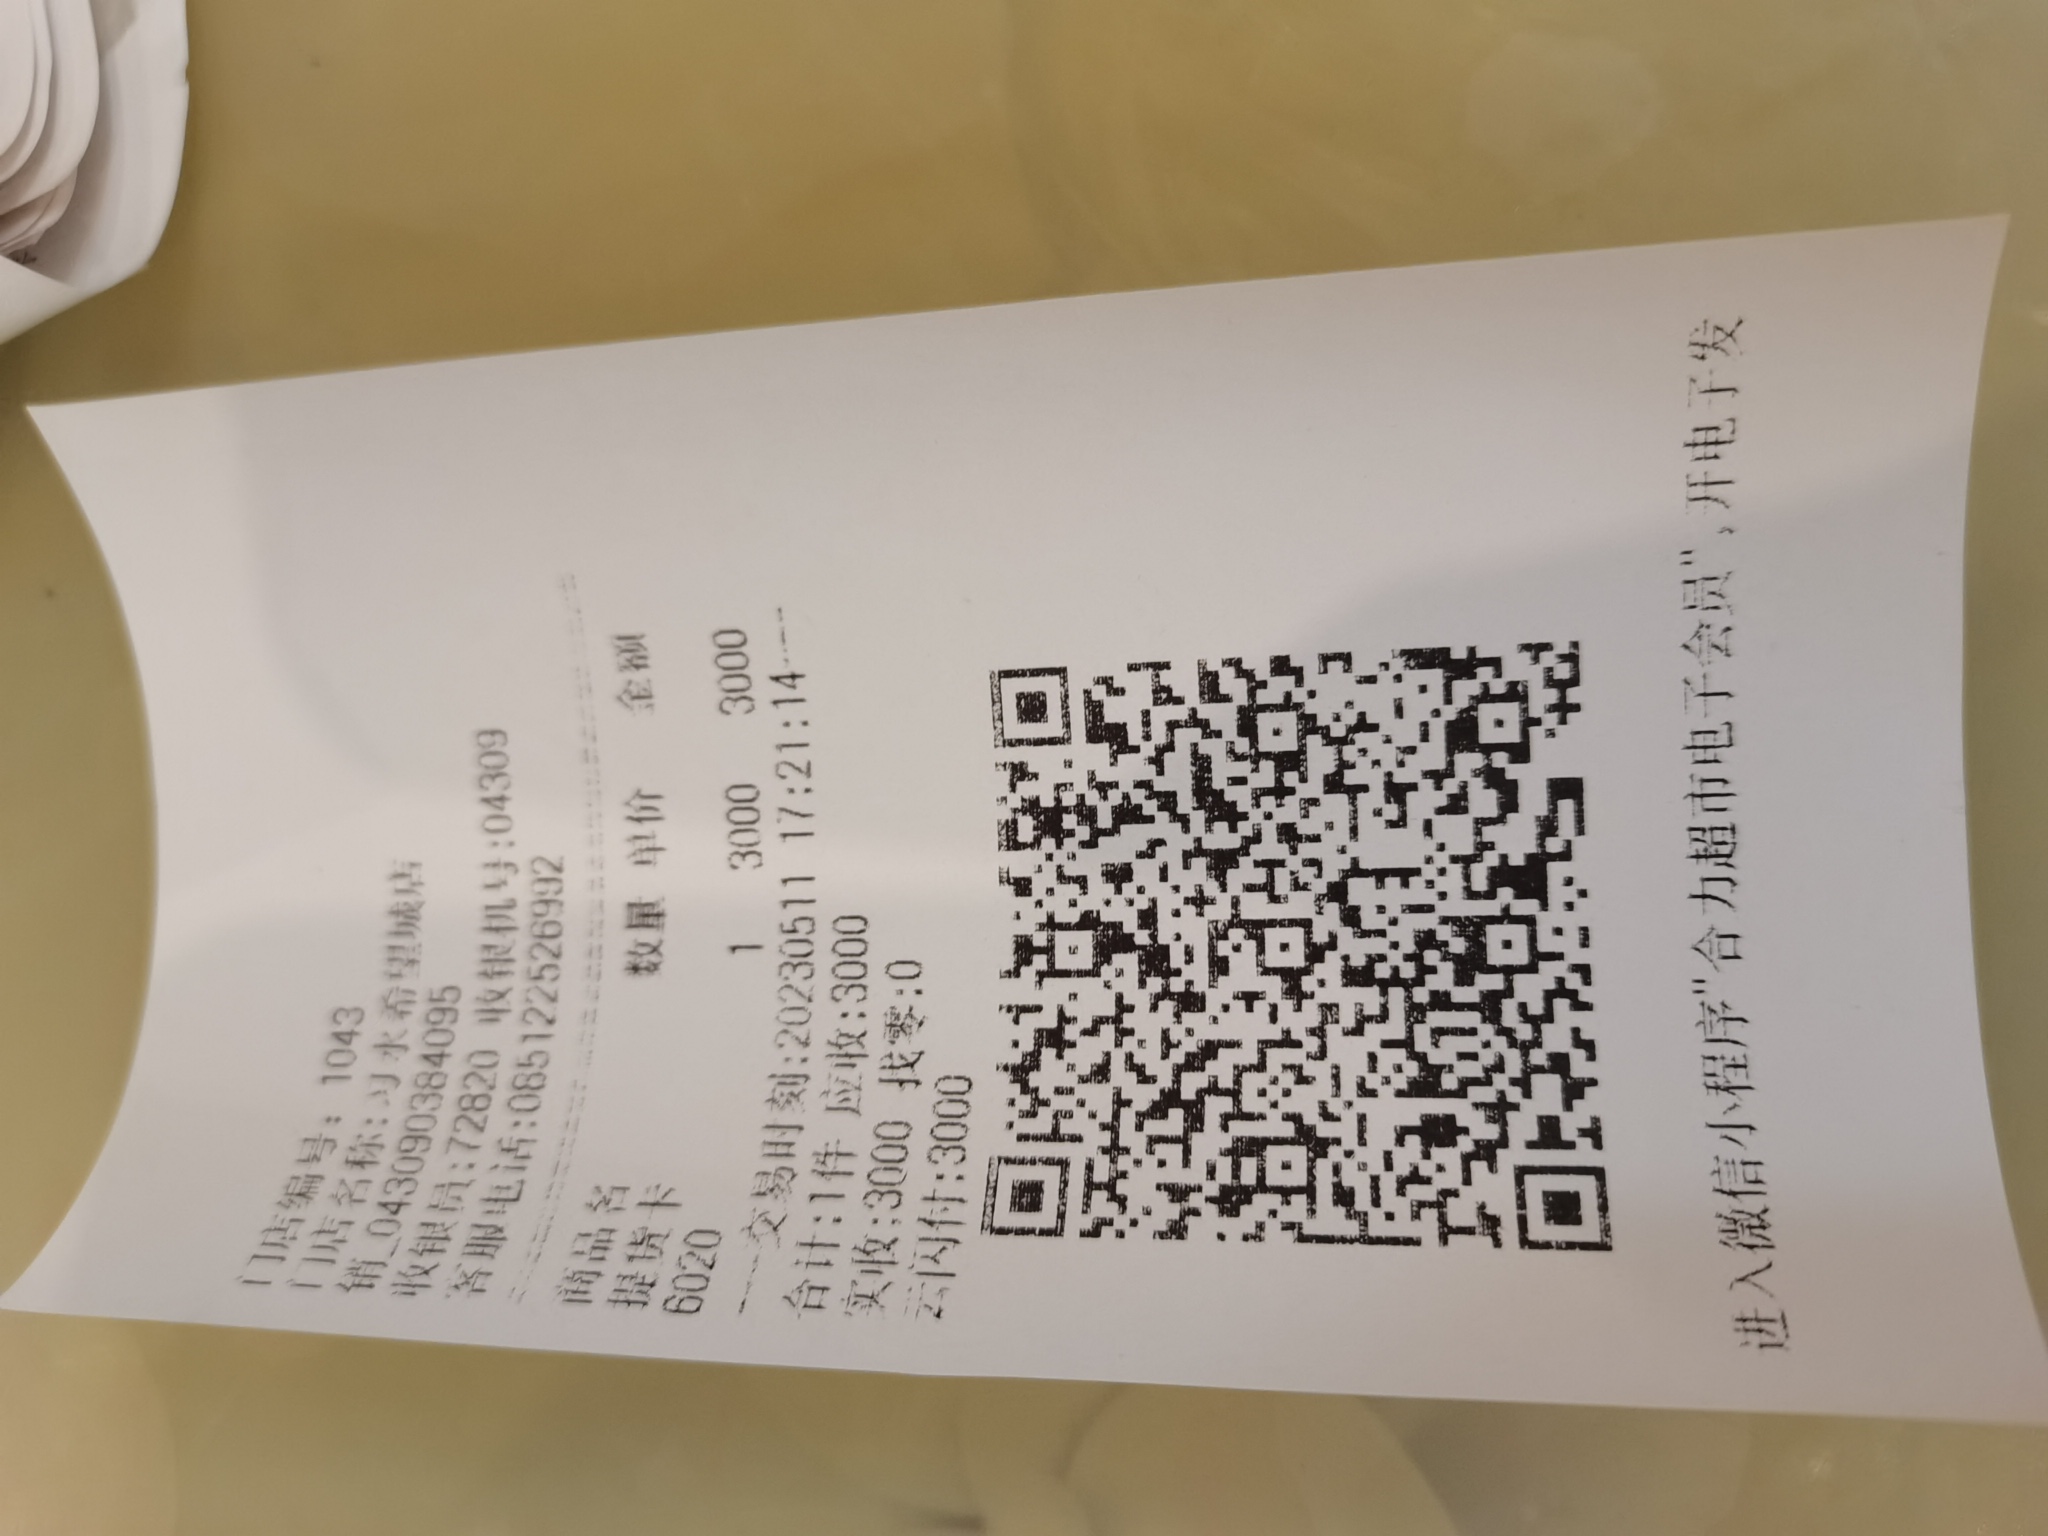 门店编号: 1043
门店名称:习水希望城店
销_04309090384095
收银员:72820 收银机号:04309
客服电话:085122526992
商品名 数量 单价 金额
提货卡
6020 1 3000 3000
----交易时刻:20230511 17:21:14----
合计:1件 应收:3000
实收:3000 找零:0
云闪付:3000
进入微信小程序"合力超市电子会员",开电子发